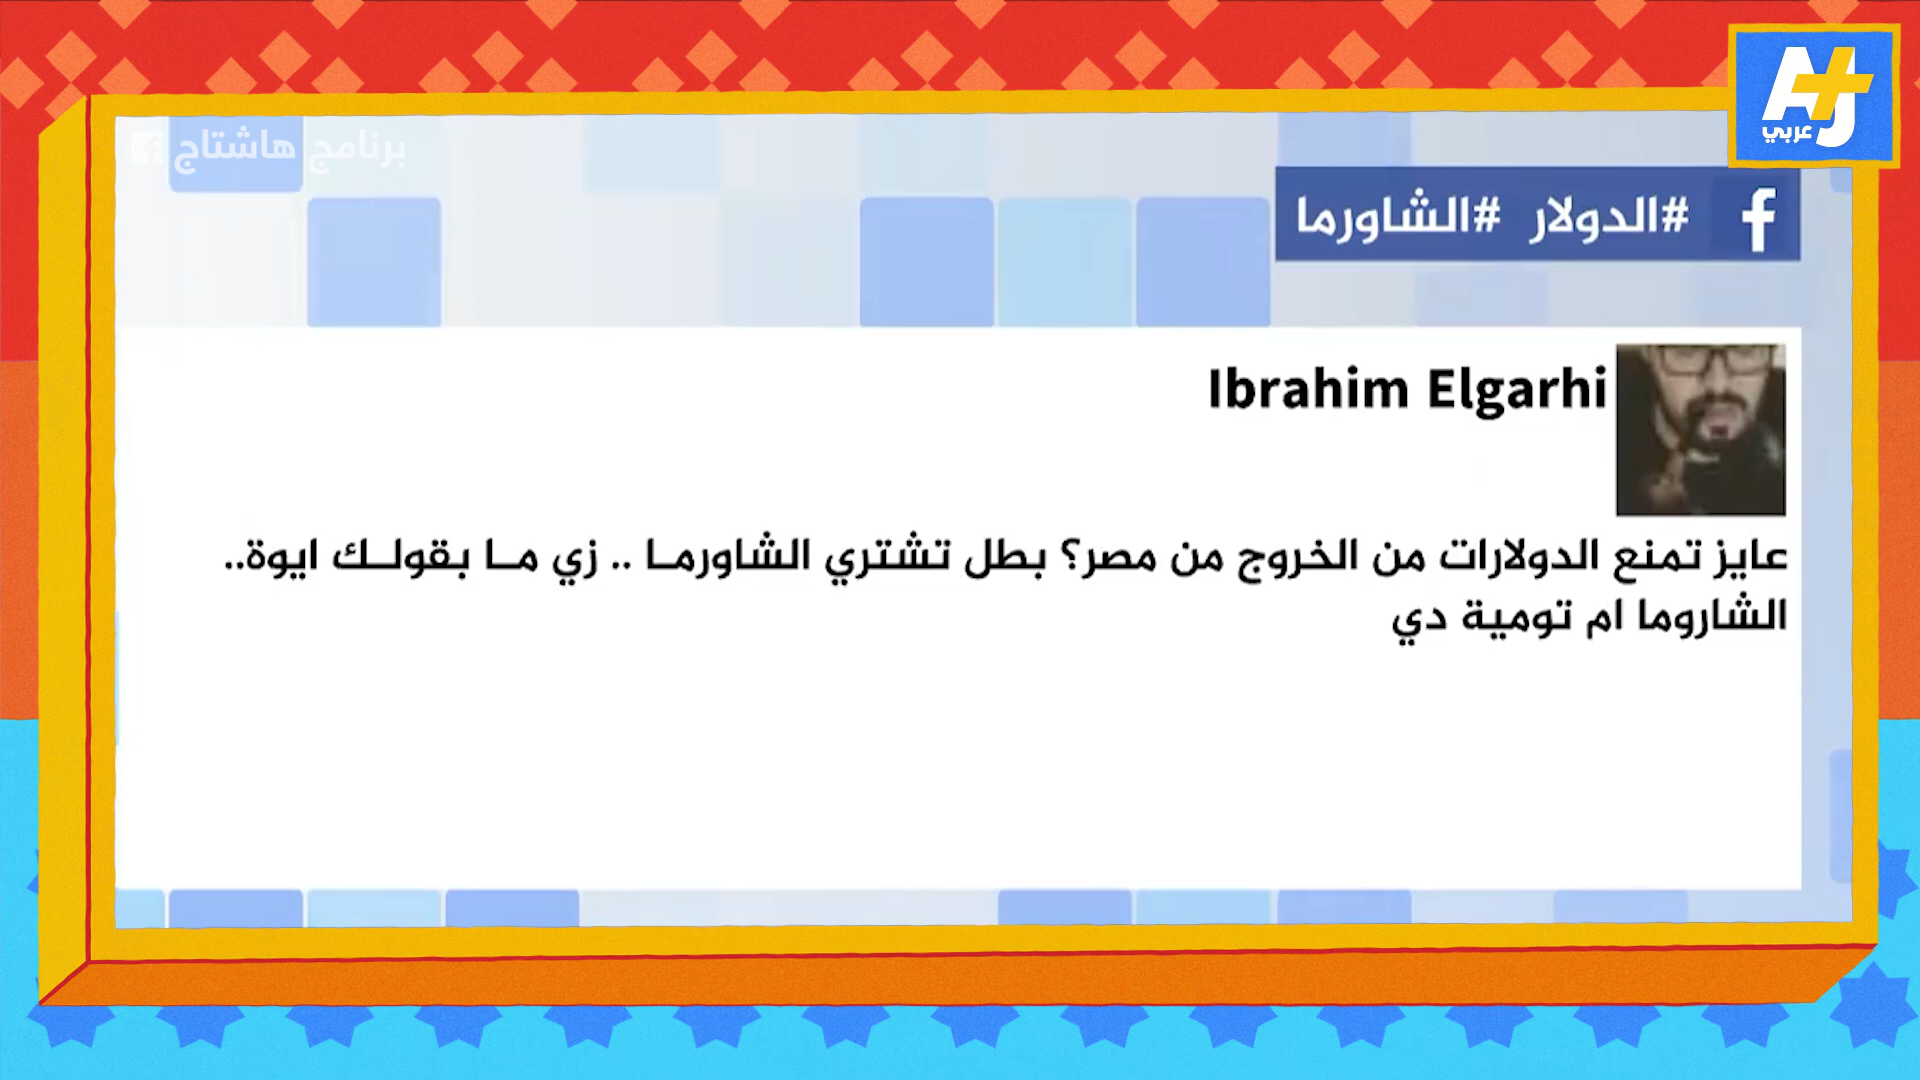 برنامج هاشتاج
AJ+
عربي
#الدولار #الشاورما
Ibrahim Elgarhi
عايز تمنع الدولارات من الخروج من مصر؟ بطل تشتري الشاورمـا .. زي مـا بقولـك ايوة..
الشاروما ام تومية دي